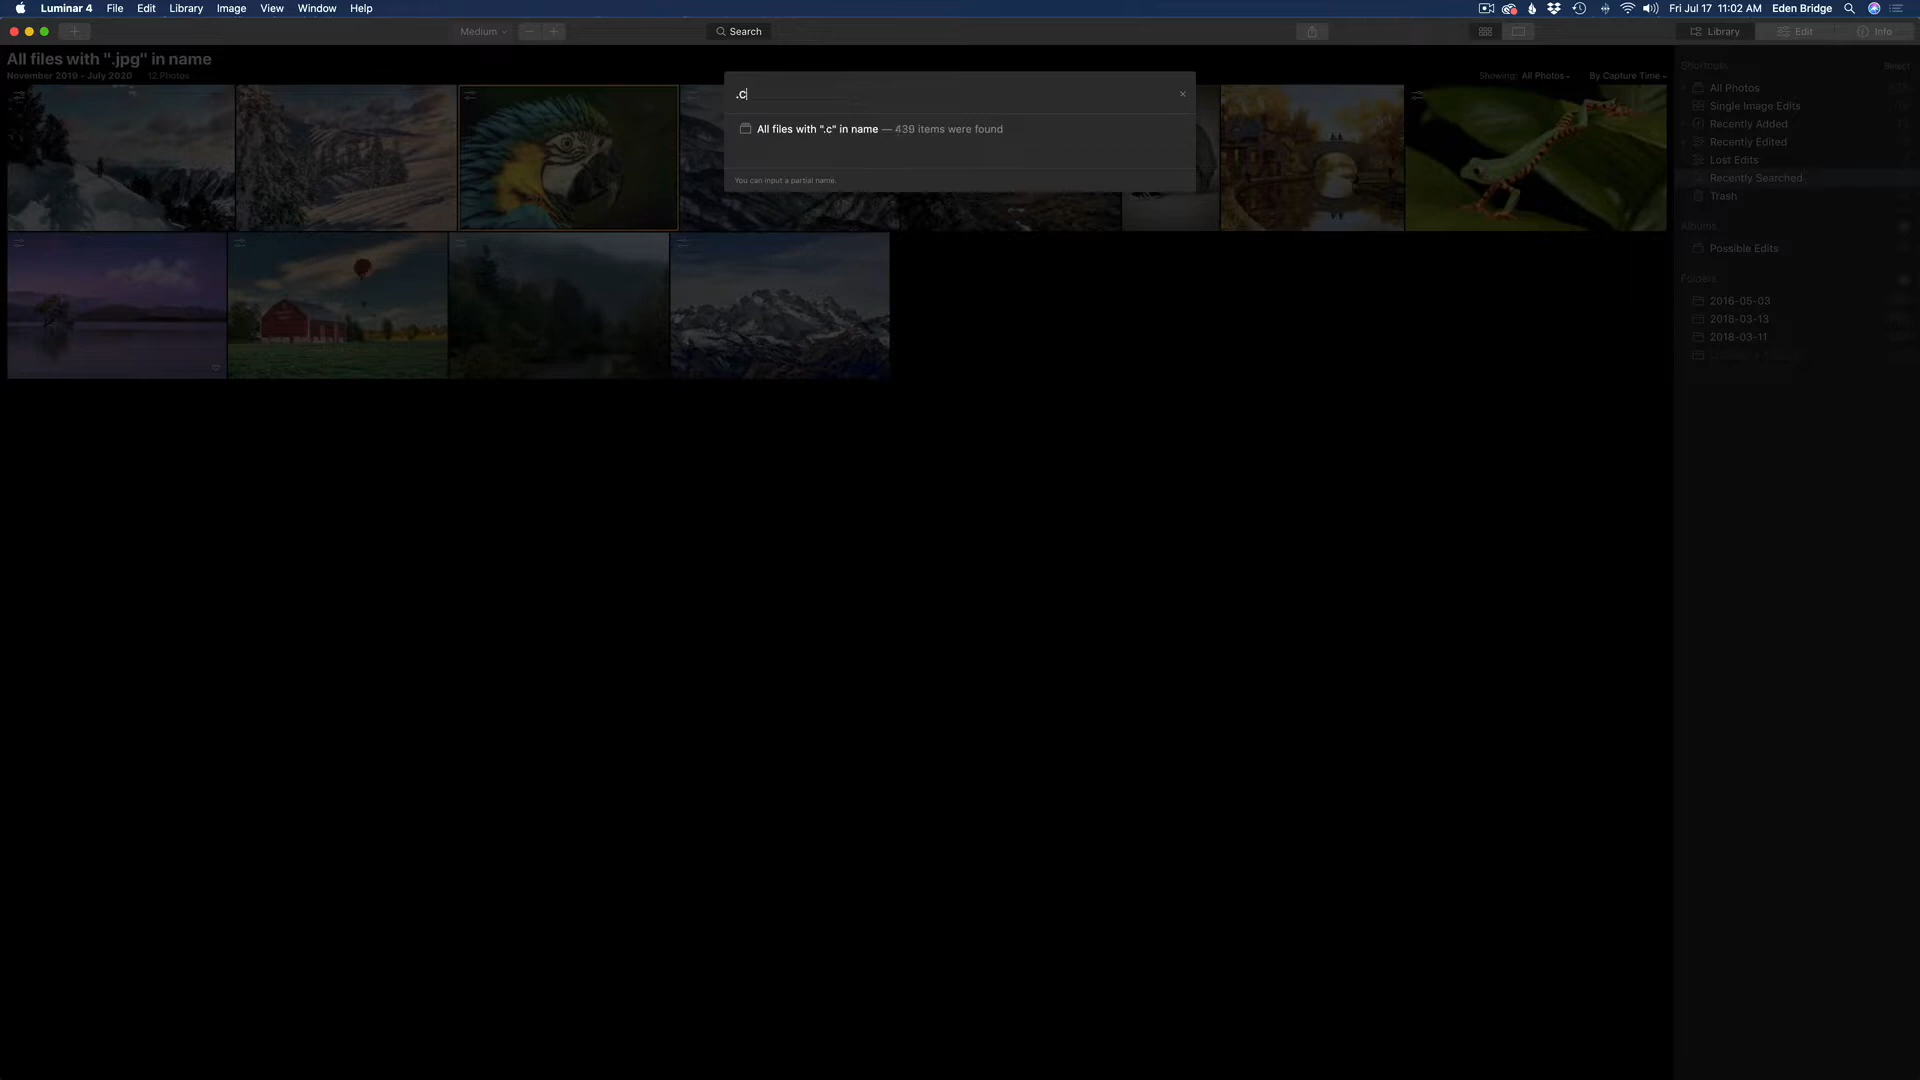 Luminar 4 File Edit Library Image View Window Help
Fri Jul 17 11:02 AM Eden Bridge
Medium
Search
Library Edit Info
All files with ".jpg" in name
November 2019 - July 2020 12 Photos
Showing: All Photos By Capture Time
.c
All files with ".c" in name — 439 items were found
You can input a partial name.
Shortcuts
All Photos
Single Image Edits
Recently Added
Recently Edited
Lost Edits
Recently Searched
Trash
Albums
Possible Edits
Folders
2016-05-03
2018-03-13
2018-03-11